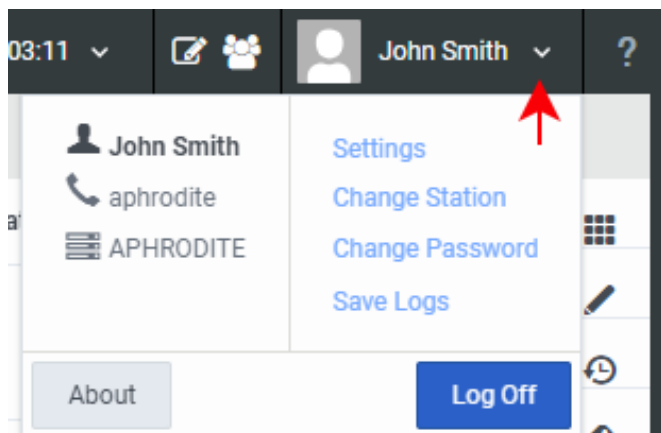 03:11
John Smith
?
John Smith
aphrodite
APHRODITE
Settings
Change Station
Change Password
Save Logs
About
Log Off